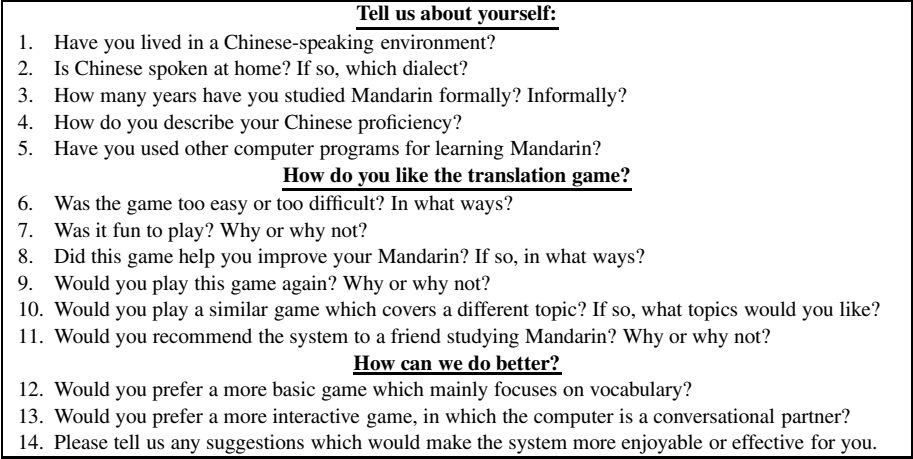 Tell us about yourself:
1. Have you lived in a Chinese-speaking environment?
2. Is Chinese spoken at home? If so, which dialect?
3. How many years have you studied Mandarin formally? Informally?
4. How do you describe your Chinese proficiency?
5. Have you used other computer programs for learning Mandarin?
How do you like the translation game?
6. Was the game too easy or too difficult? In what ways?
7. Was it fun to play? Why or why not?
8. Did this game help you improve your Mandarin? If so, in what ways?
9. Would you play this game again? Why or why not?
10. Would you play a similar game which covers a different topic? If so, what topics would you like?
11. Would you recommend the system to a friend studying Mandarin? Why or why not?
How can we do better?
12. Would you prefer a more basic game which mainly focuses on vocabulary?
13. Would you prefer a more interactive game, in which the computer is a conversational partner?
14. Please tell us any suggestions which would make the system more enjoyable or effective for you.